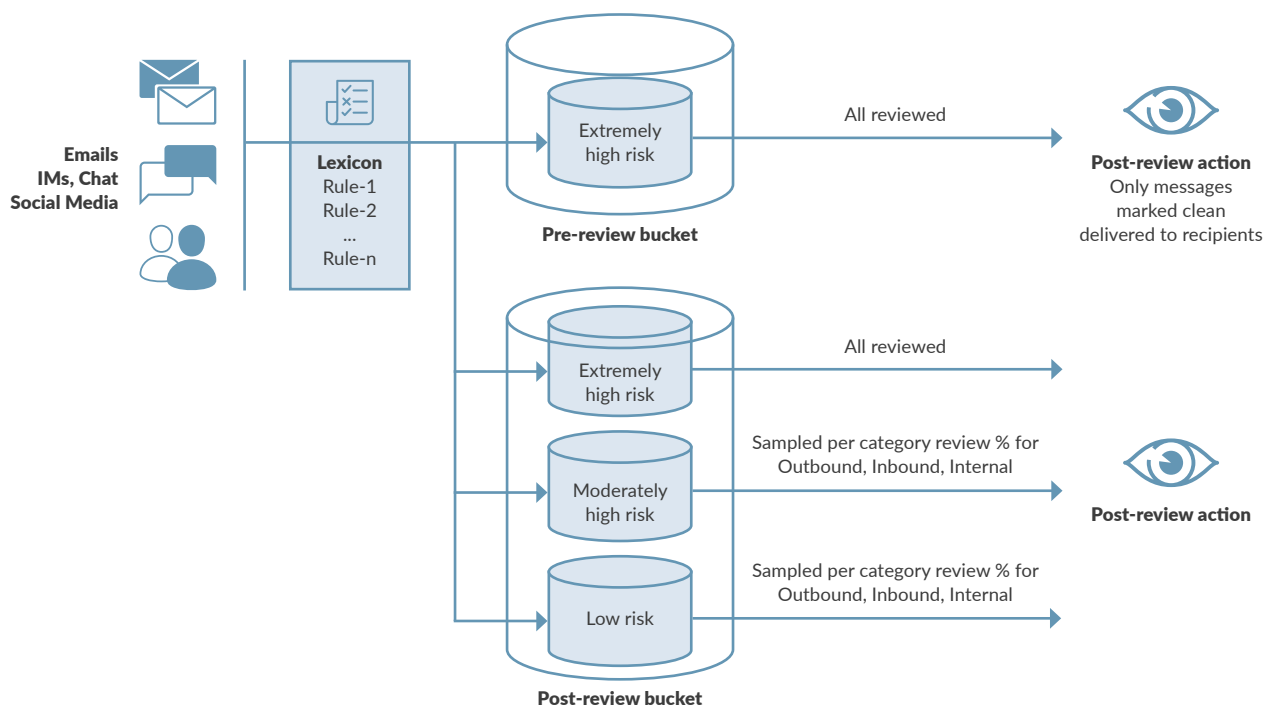 Emails
IMs, Chat
Social Media
Lexicon
Rule-1
Rule-2
...
Rule-n
Extremely
high risk
Pre-review bucket
All reviewed
Post-review action
Only messages
marked clean
delivered to recipients
Extremely
high risk
All reviewed
Moderately
high risk
Sampled per category review % for
Outbound, Inbound, Internal
Low risk
Sampled per category review % for
Outbound, Inbound, Internal
Post-review action
Post-review bucket